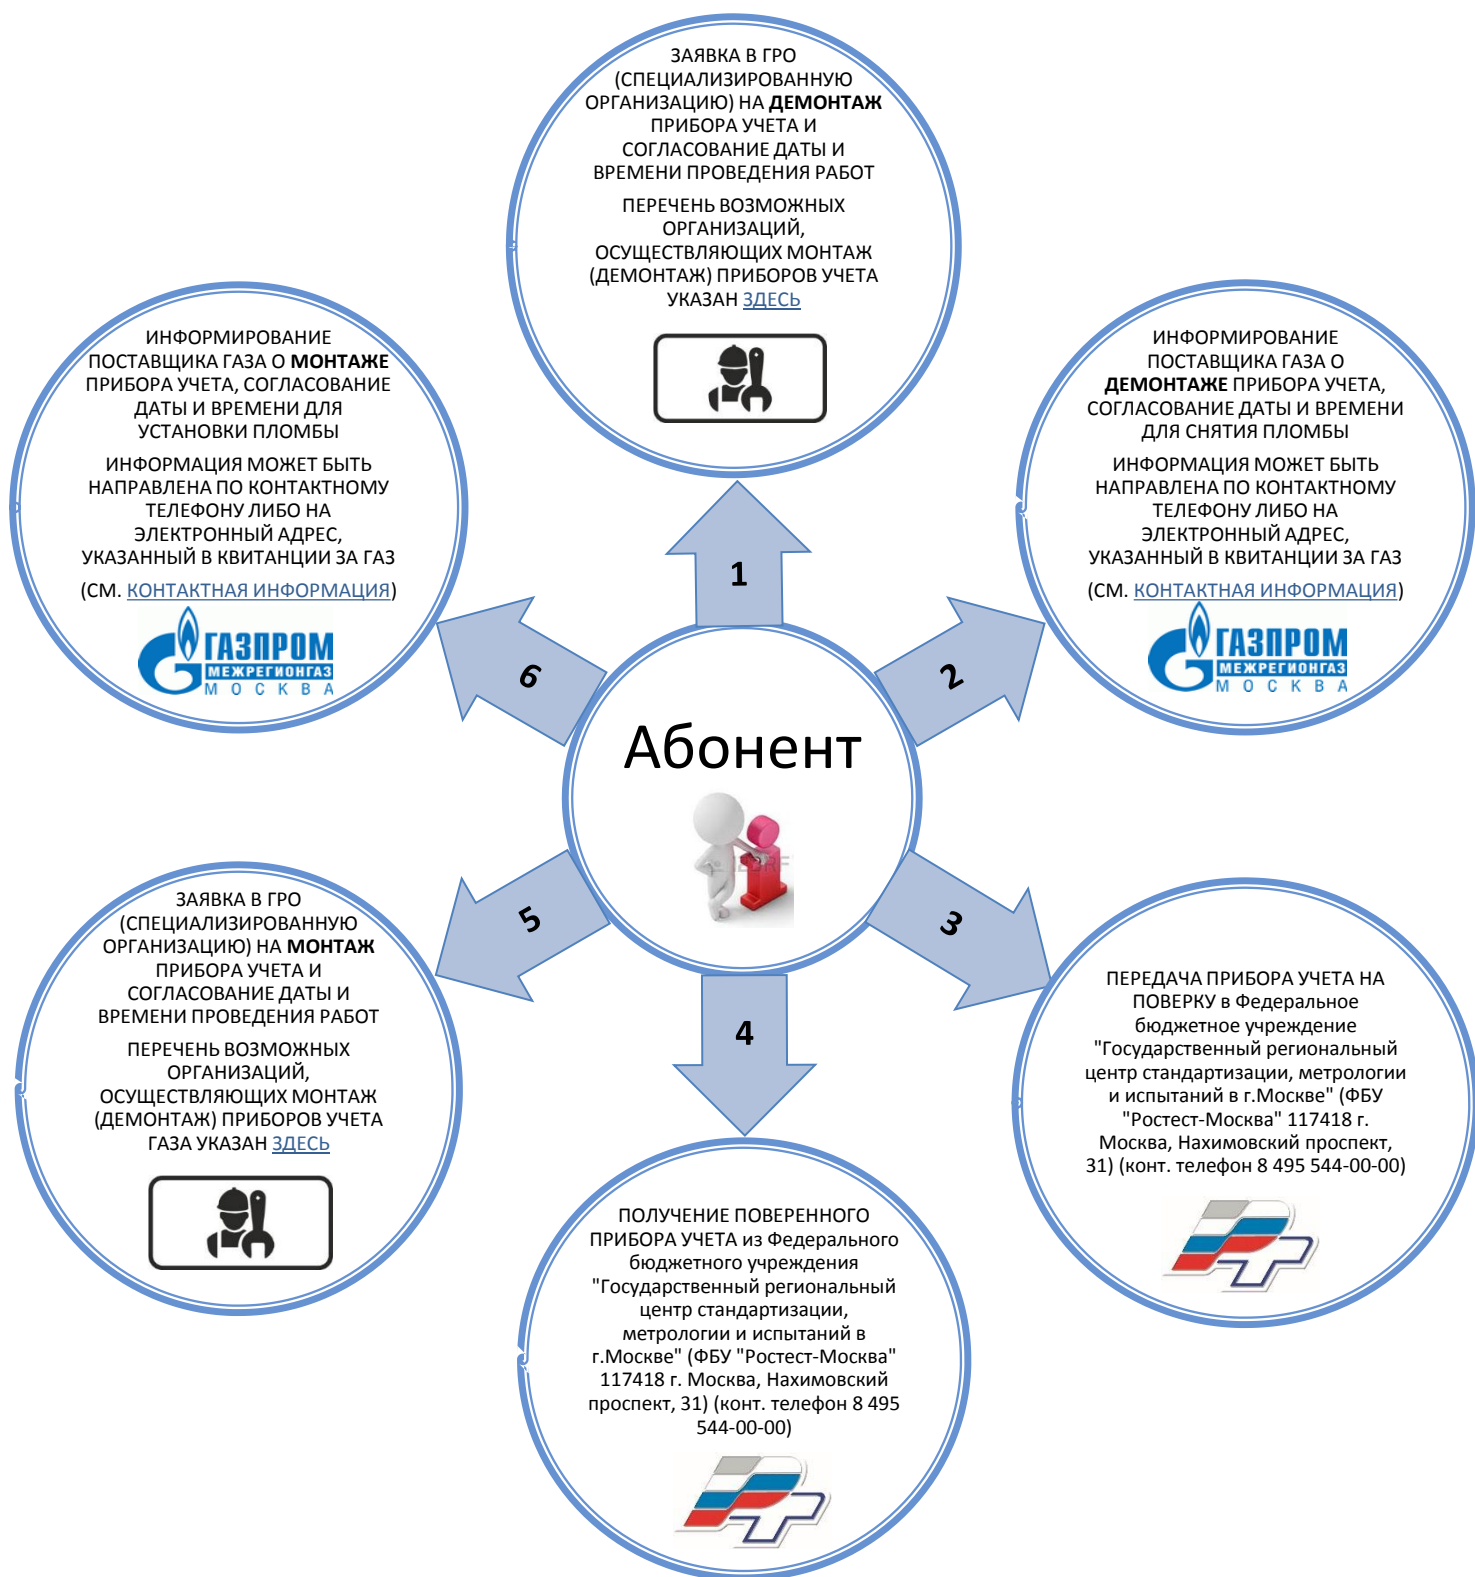 ЗАЯВКА В ГРО
(СПЕЦИАЛИЗИРОВАННУЮ
ОРГАНИЗАЦИЮ) НА ДЕМОНТАЖ
ПРИБОРА УЧЕТА И
СОГЛАСОВАНИЕ ДАТЫ И
ВРЕМЕНИ ПРОВЕДЕНИЯ РАБОТ
ПЕРЕЧЕНЬ ВОЗМОЖНЫХ
ОРГАНИЗАЦИЙ,
ОСУЩЕСТВЛЯЮЩИХ МОНТАЖ
(ДЕМОНТАЖ) ПРИБОРОВ УЧЕТА
УКАЗАН ЗДЕСЬ
1
ИНФОРМИРОВАНИЕ
ПОСТАВЩИКА ГАЗА О
ДЕМОНТАЖЕ ПРИБОРА УЧЕТА,
СОГЛАСОВАНИЕ ДАТЫ И ВРЕМЕНИ
ДЛЯ СНЯТИЯ ПЛОМБЫ
ИНФОРМАЦИЯ МОЖЕТ БЫТЬ
НАПРАВЛЕНА ПО КОНТАКТНОМУ
ТЕЛЕФОНУ ЛИБО НА
ЭЛЕКТРОННЫЙ АДРЕС,
УКАЗАННЫЙ В КВИТАНЦИИ ЗА ГАЗ
(СМ. КОНТАКТНАЯ ИНФОРМАЦИЯ)
ГАЗПРОМ
МЕЖРЕГИОНГАЗ
МОСКВА
2
ПЕРЕДАЧА ПРИБОРА УЧЕТА НА
ПОВЕРКУ в Федеральное
бюджетное учреждение
"Государственный региональный
центр стандартизации, метрологии
и испытаний в г.Москве" (ФБУ
"Ростест-Москва" 117418 г.
Москва, Нахимовский проспект,
31) (конт. телефон 8 495 544-00-00)
3
ПОЛУЧЕНИЕ ПОВЕРЕННОГО
ПРИБОРА УЧЕТА из Федерального
бюджетного учреждения
"Государственный региональный
центр стандартизации,
метрологии и испытаний в
г.Москве" (ФБУ "Ростест-Москва"
117418 г. Москва, Нахимовский
проспект, 31) (конт. телефон 8 495
544-00-00)
4
ЗАЯВКА В ГРО
(СПЕЦИАЛИЗИРОВАННУЮ
ОРГАНИЗАЦИЮ) НА МОНТАЖ
ПРИБОРА УЧЕТА И
СОГЛАСОВАНИЕ ДАТЫ И
ВРЕМЕНИ ПРОВЕДЕНИЯ РАБОТ
ПЕРЕЧЕНЬ ВОЗМОЖНЫХ
ОРГАНИЗАЦИЙ,
ОСУЩЕСТВЛЯЮЩИХ МОНТАЖ
(ДЕМОНТАЖ) ПРИБОРОВ УЧЕТА
ГАЗА УКАЗАН ЗДЕСЬ
5
ИНФОРМИРОВАНИЕ
ПОСТАВЩИКА ГАЗА О МОНТАЖЕ
ПРИБОРА УЧЕТА, СОГЛАСОВАНИЕ
ДАТЫ И ВРЕМЕНИ ДЛЯ
УСТАНОВКИ ПЛОМБЫ
ИНФОРМАЦИЯ МОЖЕТ БЫТЬ
НАПРАВЛЕНА ПО КОНТАКТНОМУ
ТЕЛЕФОНУ ЛИБО НА
ЭЛЕКТРОННЫЙ АДРЕС,
УКАЗАННЫЙ В КВИТАНЦИИ ЗА ГАЗ
(СМ. КОНТАКТНАЯ ИНФОРМАЦИЯ)
ГАЗПРОМ
МЕЖРЕГИОНГАЗ
МОСКВА
6
Абонент